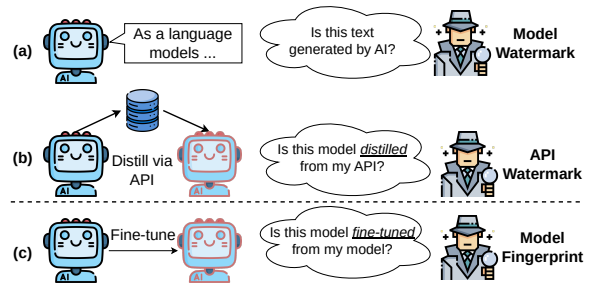 (a)
As a language
models ...
AI
Is this text
generated by AI?
Model
Watermark
(b)
AI
Distill via
API
AI
Is this model distilled
from my API?
API
Watermark
(c)
AI
Fine-tune
AI
Is this model fine-tuned
from my model?
Model
Fingerprint